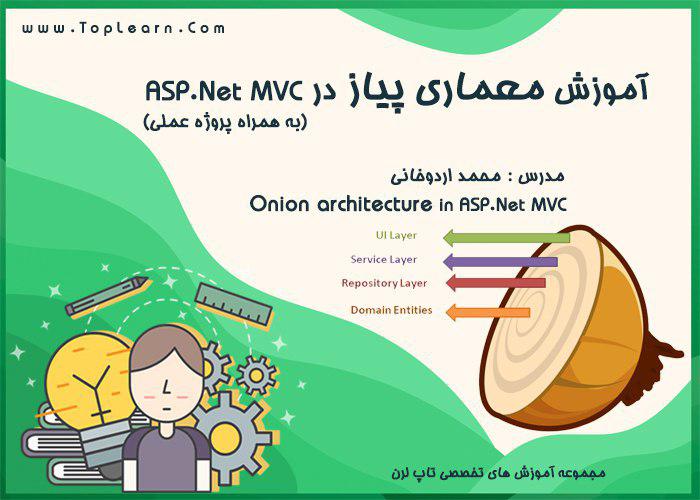 www.TopLearn.Com
آموزش معماری پیاز در ASP.Net MVC
(به همراه پروژه عملی)
مدرس : محمد اردوخانی
Onion architecture in ASP.Net MVC
UI Layer
Service Layer
Repository Layer
Domain Entities
مجموعه آموزش های تخصصی تاپ لرن